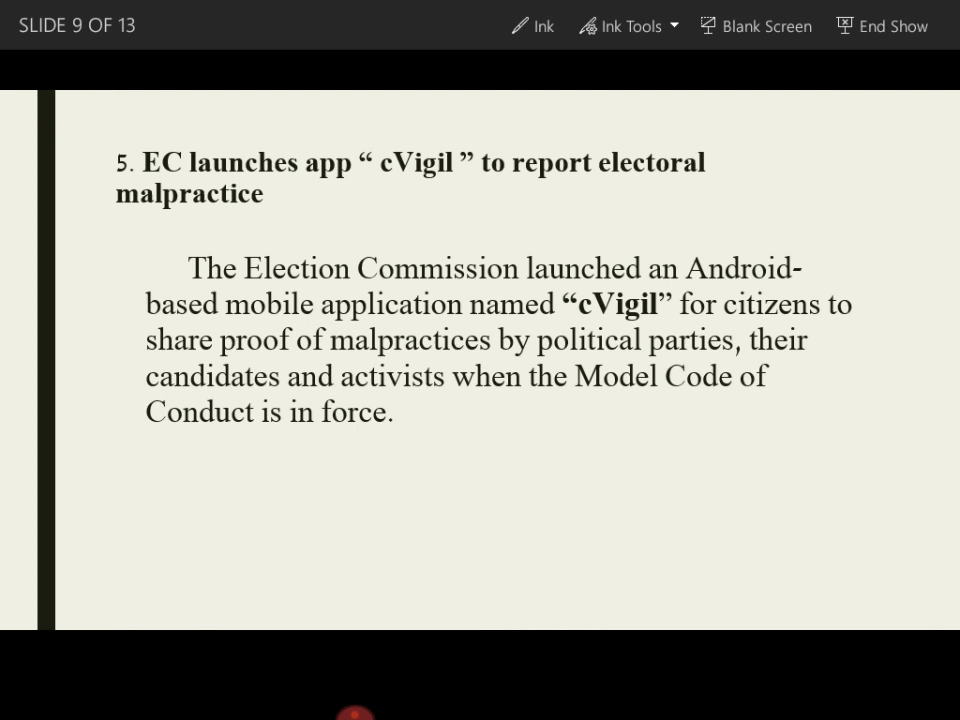 SLIDE 9 OF 13
Ink
Ink Tools
Blank Screen
End Show
5. EC launches app “ cVigil ” to report electoral
malpractice
The Election Commission launched an Android-
based mobile application named “cVigil” for citizens to
share proof of malpractices by political parties, their
candidates and activists when the Model Code of
Conduct is in force.